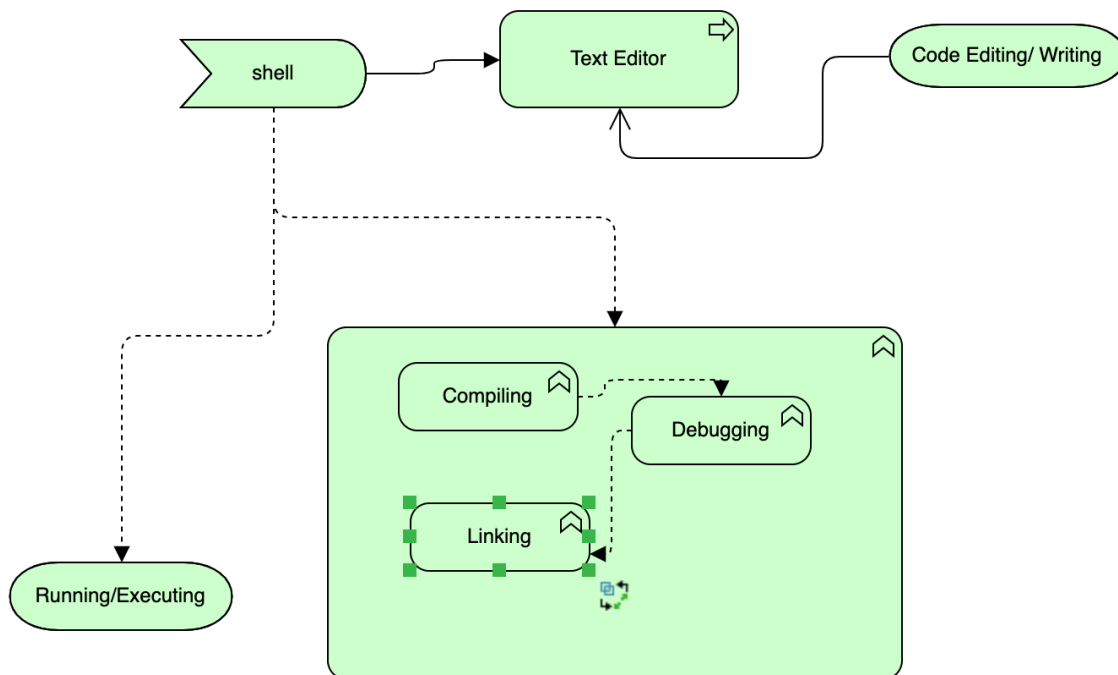 shell
Text Editor
Code Editing/ Writing
Compiling
Debugging
Linking
Running/Executing